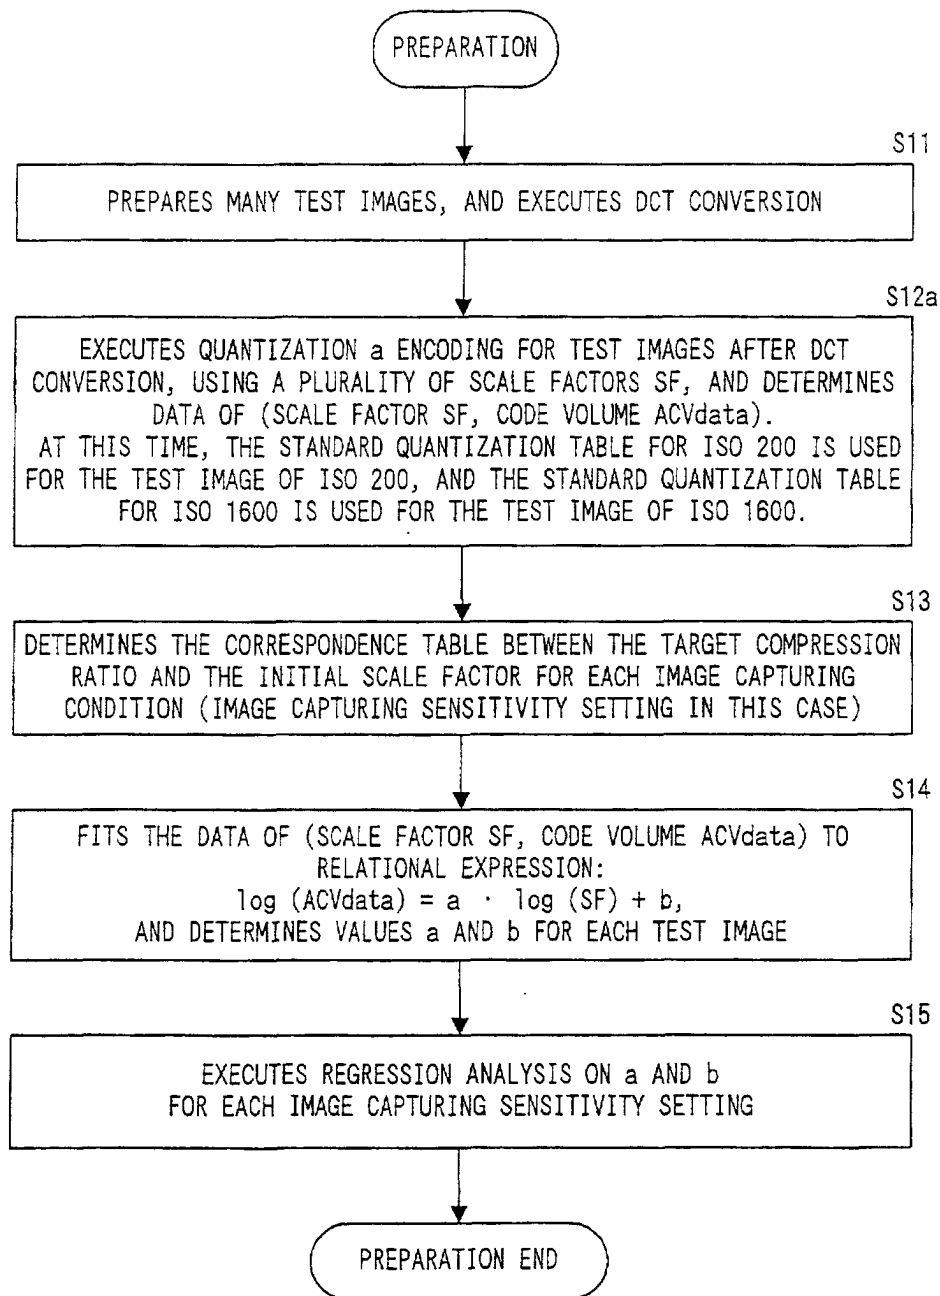 PREPARATION
S11
PREPARES MANY TEST IMAGES, AND EXECUTES DCT CONVERSION
S12a
EXECUTES QUANTIZATION a ENCODING FOR TEST IMAGES AFTER DCT
CONVERSION, USING A PLURALITY OF SCALE FACTORS SF, AND DETERMINES
DATA OF (SCALE FACTOR SF, CODE VOLUME ACVdata).
AT THIS TIME, THE STANDARD QUANTIZATION TABLE FOR ISO 200 IS USED
FOR THE TEST IMAGE OF ISO 200, AND THE STANDARD QUANTIZATION TABLE
FOR ISO 1600 IS USED FOR THE TEST IMAGE OF ISO 1600.
S13
DETERMINES THE CORRESPONDENCE TABLE BETWEEN THE TARGET COMPRESSION
RATIO AND THE INITIAL SCALE FACTOR FOR EACH IMAGE CAPTURING
CONDITION (IMAGE CAPTURING SENSITIVITY SETTING IN THIS CASE)
S14
FITS THE DATA OF (SCALE FACTOR SF, CODE VOLUME ACVdata) TO
RELATIONAL EXPRESSION:
log (ACVdata) = a · log (SF) + b,
AND DETERMINES VALUES a AND b FOR EACH TEST IMAGE
S15
EXECUTES REGRESSION ANALYSIS ON a AND b
FOR EACH IMAGE CAPTURING SENSITIVITY SETTING
PREPARATION END